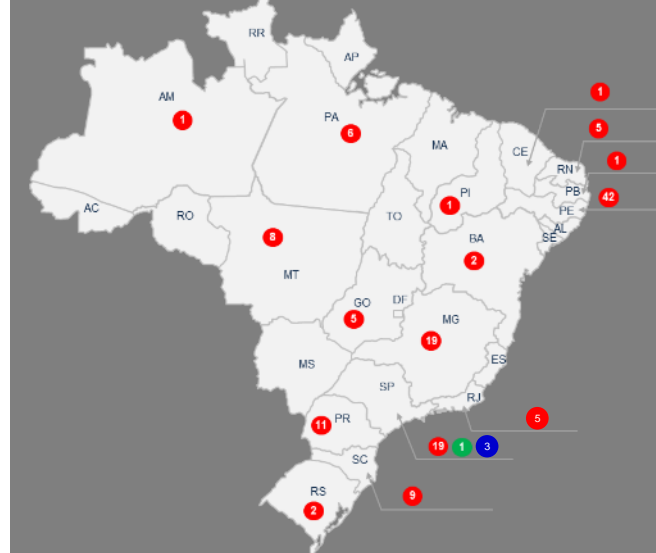 RR
AP
1
AM
1
PA
6
5
CE
MA
1
RN
PI
1
PB
42
AC
RO
TO
PE
AL
SE
8
BA
2
MT
GO
DF
5
MG
19
ES
MS
SP
RJ
PR
11
5
19 1 3
SC
RS
9
2